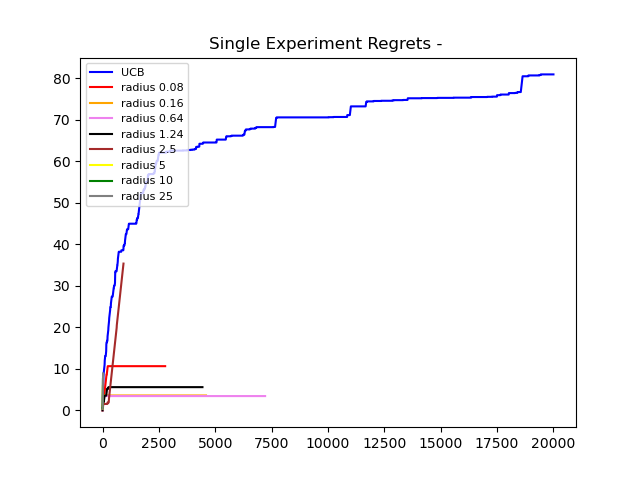 Single Experiment Regrets -
UCB
radius 0.08
radius 0.16
radius 0.64
radius 1.24
radius 2.5
radius 5
radius 10
radius 25
80
70
60
50
40
30
20
10
0
0 2500 5000 7500 10000 12500 15000 17500 20000